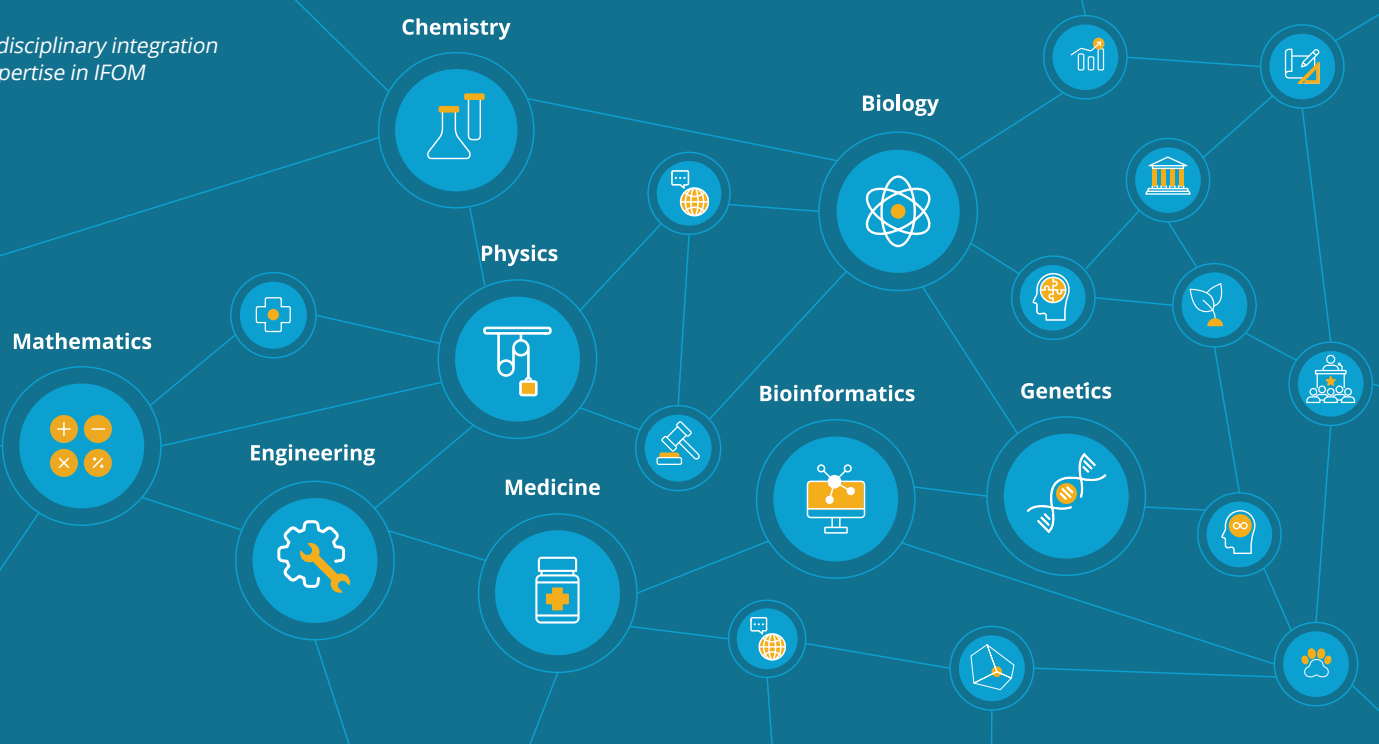 disciplinary integration
pertise in IFOM
Chemistry
Biology
Physics
Mathematics
Bioinformatics
Genetics
Engineering
Medicine